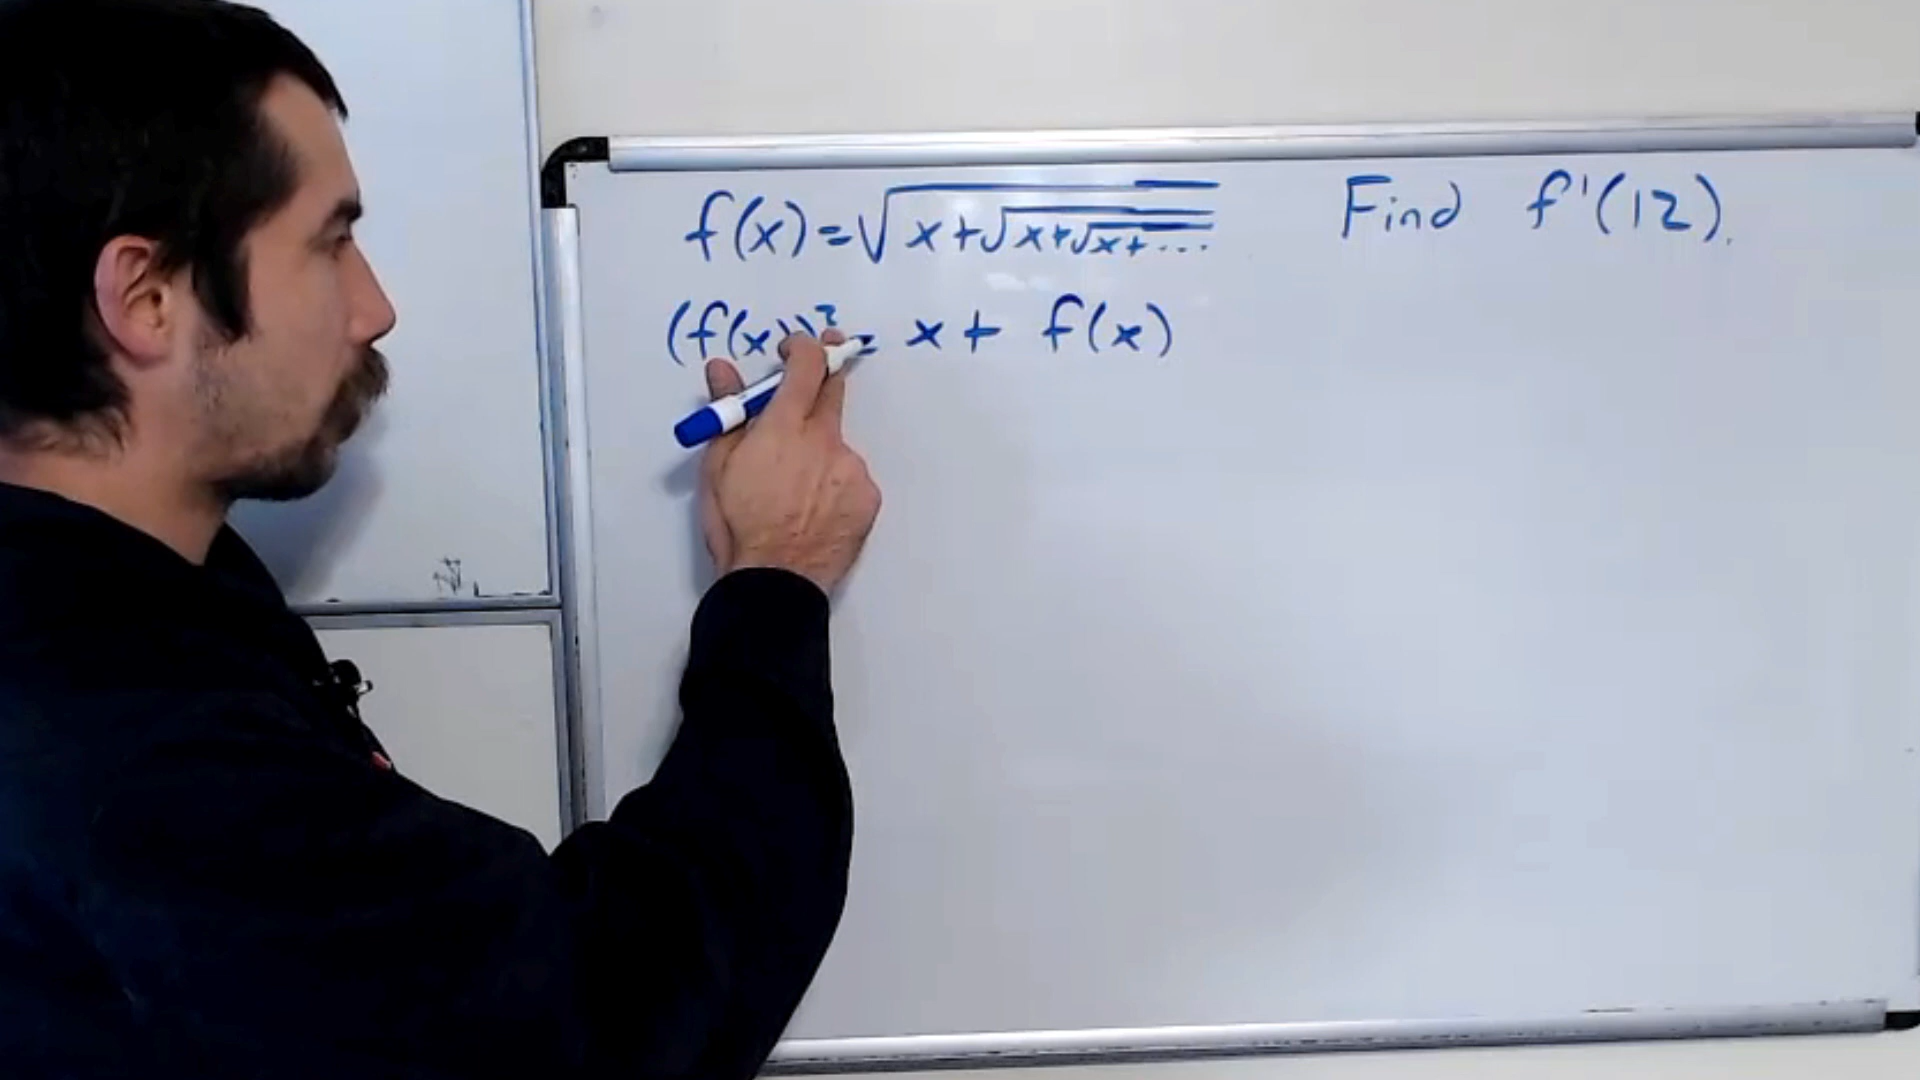 f(x)=√x+√x+√x+... Find f'(12).
(f(x))²= x+ f(x)